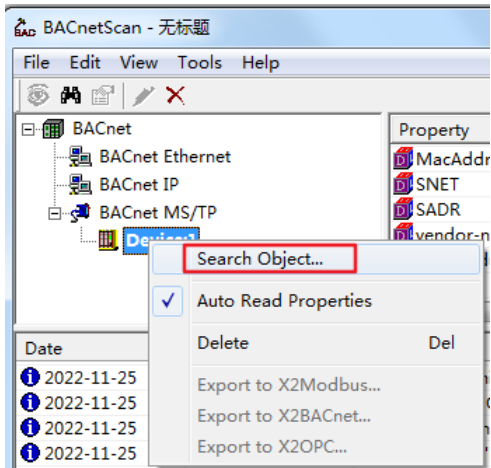 BACnetScan - 无标题
File Edit View Tools Help
BACnet
BACnet Ethernet
BACnet IP
BACnet MS/TP
Property
MacAddr
SNET
SADR
vendor-n
Search Object...
Auto Read Properties
Delete Del
Export to X2Modbus...
Export to X2BACnet...
Export to X2OPC...
Date
2022-11-25
2022-11-25
2022-11-25
2022-11-25